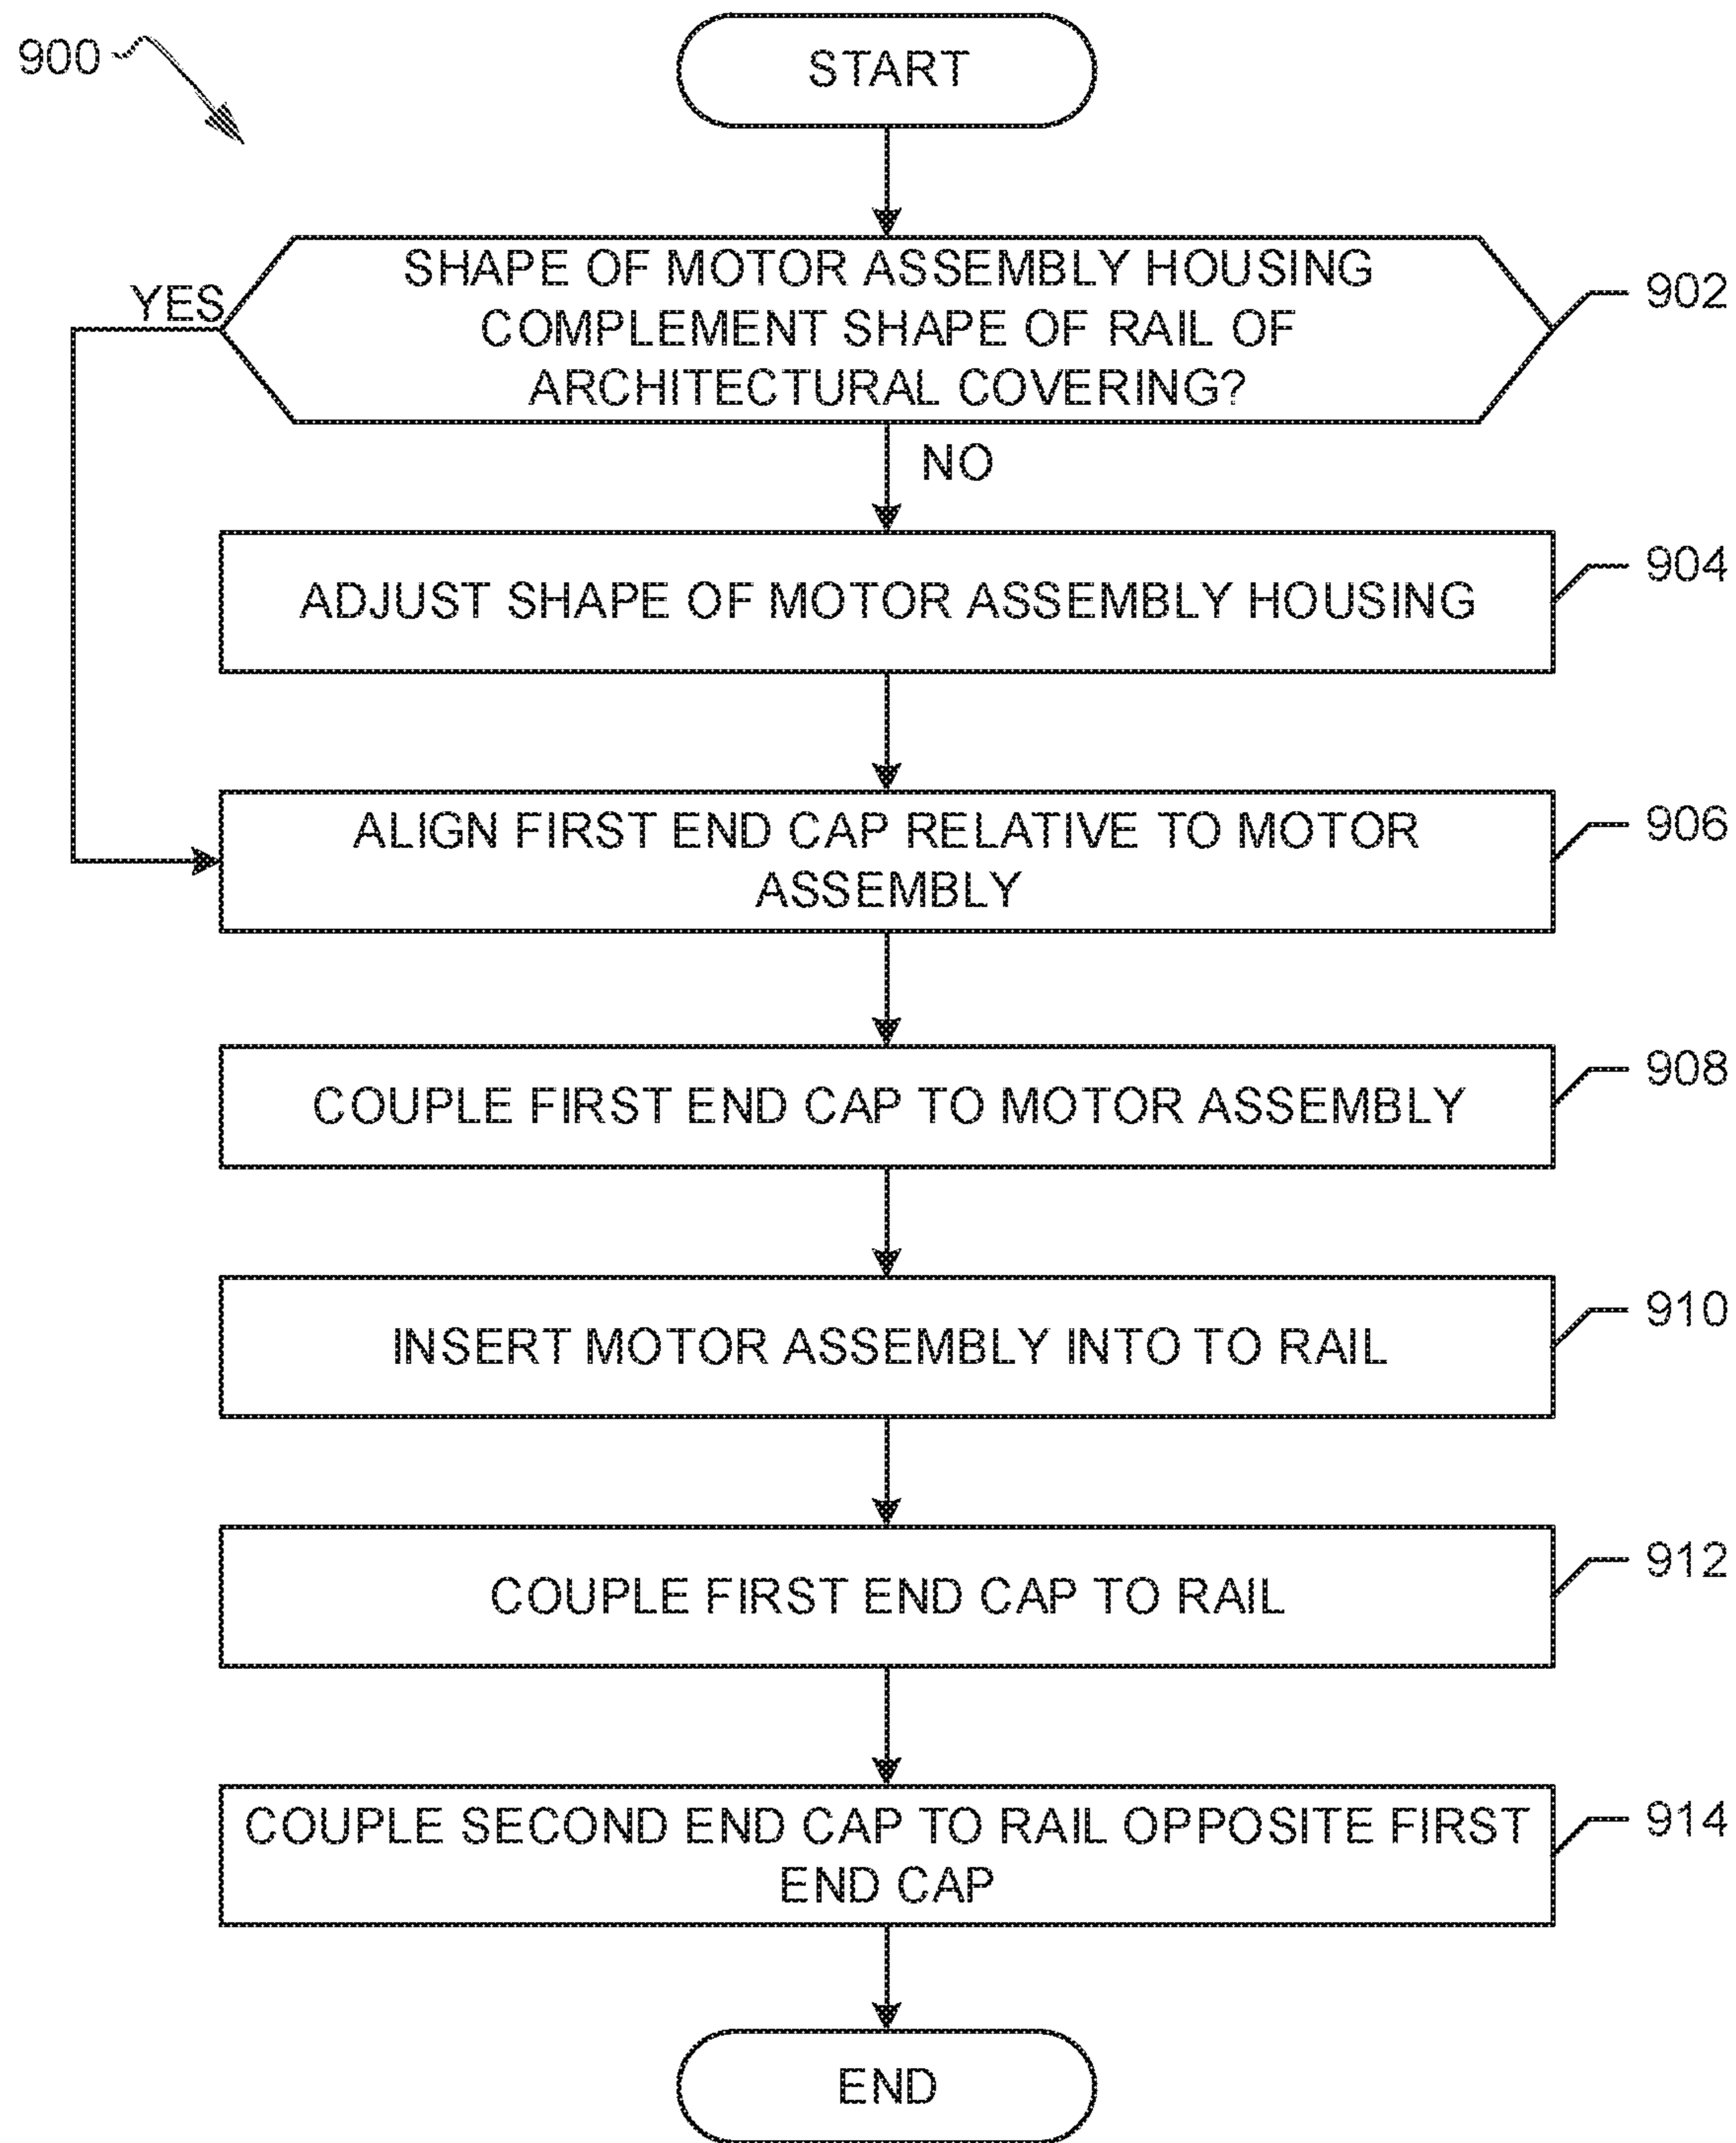 900
START
SHAPE OF MOTOR ASSEMBLY HOUSING
COMPLEMENT SHAPE OF RAIL OF
ARCHITECTURAL COVERING?
902
YES
NO
ADJUST SHAPE OF MOTOR ASSEMBLY HOUSING
904
ALIGN FIRST END CAP RELATIVE TO MOTOR
ASSEMBLY
906
COUPLE FIRST END CAP TO MOTOR ASSEMBLY
908
INSERT MOTOR ASSEMBLY INTO TO RAIL
910
COUPLE FIRST END CAP TO RAIL
912
COUPLE SECOND END CAP TO RAIL OPPOSITE FIRST
END CAP
914
END